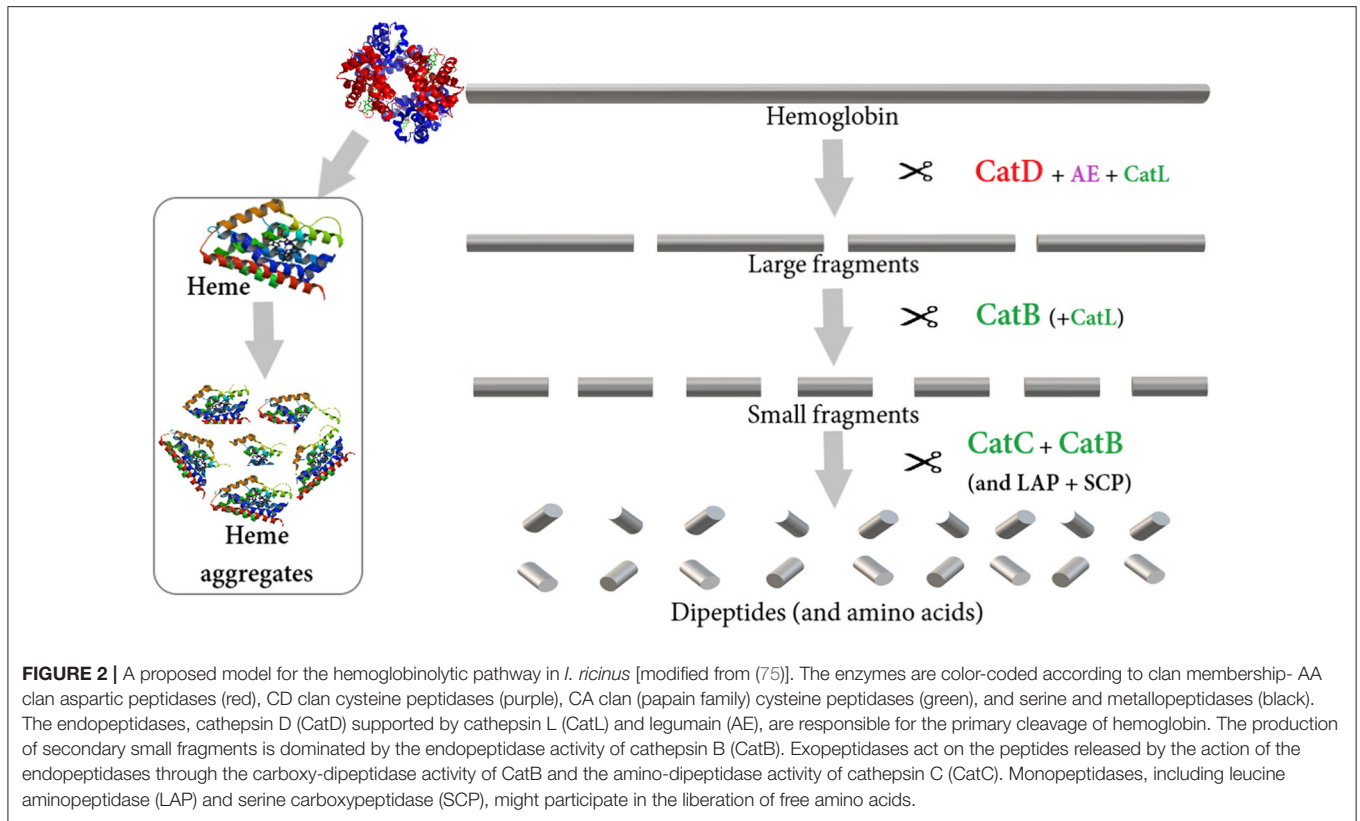 Hemoglobin
CatD + AE + CatL
Large fragments
Heme
CatB (+CatL)
Small fragments
CatC + CatB
(and LAP + SCP)
Heme
aggregates
Dipeptides (and amino acids)
FIGURE 2 | A proposed model for the hemoglobinolytic pathway in I. ricinus [modified from (75)]. The enzymes are color-coded according to clan membership- AA
clan aspartic peptidases (red), CD clan cysteine peptidases (purple), CA clan (papain family) cysteine peptidases (green), and serine and metallopeptidases (black).
The endopeptidases, cathepsin D (CatD) supported by cathepsin L (CatL) and legumain (AE), are responsible for the primary cleavage of hemoglobin. The production
of secondary small fragments is dominated by the endopeptidase activity of cathepsin B (CatB). Exopeptidases act on the peptides released by the action of the
endopeptidases through the carboxy-dipeptidase activity of CatB and the amino-dipeptidase activity of cathepsin C (CatC). Monopeptidases, including leucine
aminopeptidase (LAP) and serine carboxypeptidase (SCP), might participate in the liberation of free amino acids.